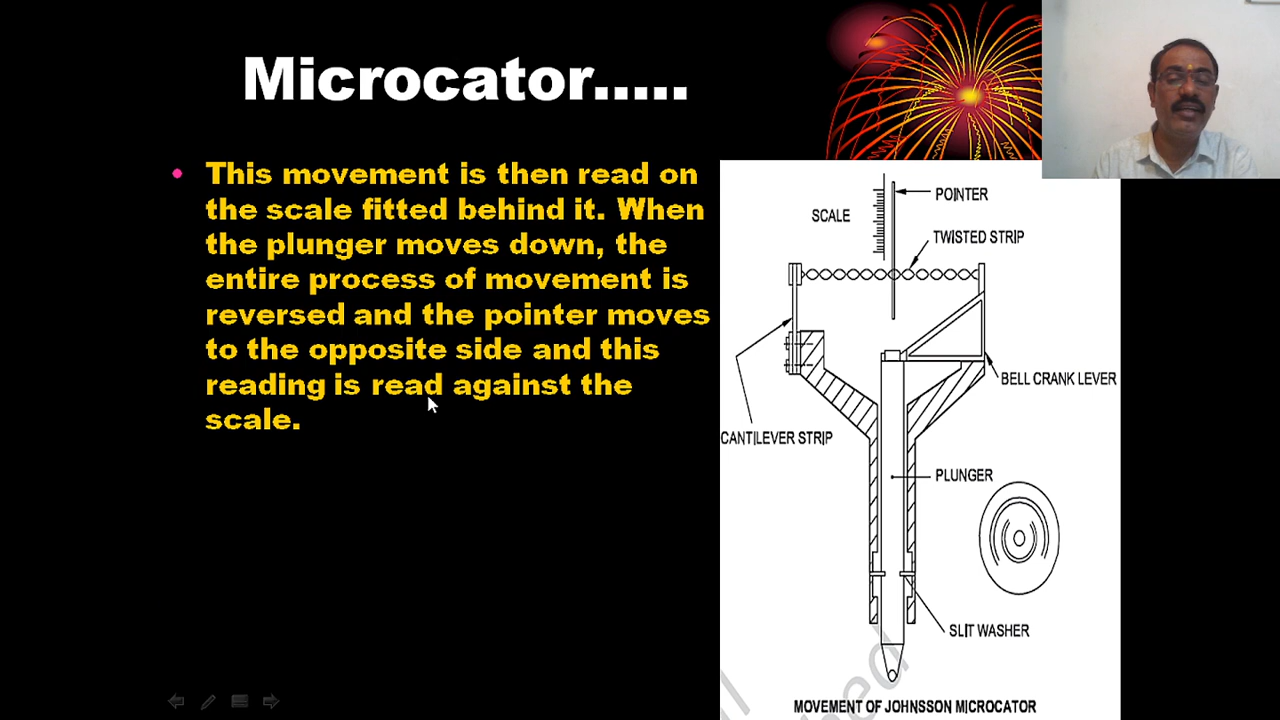 Microcator.....
• This movement is then read on
the scale fitted behind it. When
the plunger moves down, the
entire process of movement is
reversed and the pointer moves
to the opposite side and this
reading is read against the
scale.
POINTER
SCALE
TWISTED STRIP
BELL CRANK LEVER
CANTILEVER STRIP
PLUNGER
SLIT WASHER
MOVEMENT OF JOHNSSON MICROCATOR